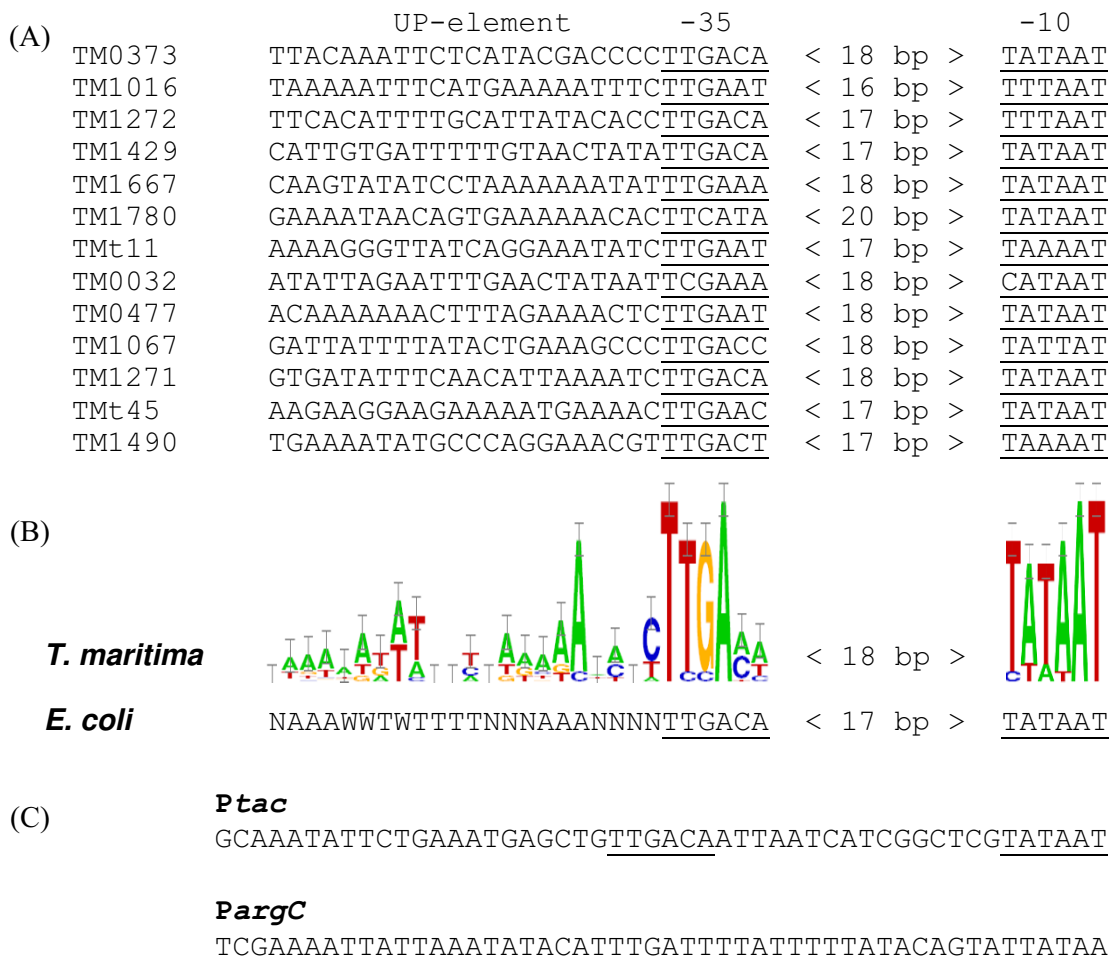 (A) UP-element -35 -10
TM0373 TTACAAATTCTCATACGACCCCTTGACA < 18 bp > TATAAT
TM1016 TAAAAATTTCATGAAAAATTTCTTGAAT < 16 bp > TTTAAT
TM1272 TTCACATTTTGCATTATACACCTTGACA < 17 bp > TTTAAT
TM1429 CATTGTGATTTTTGTAACTATATTGACA < 17 bp > TATAAT
TM1667 CAAGTATATCCTAAAAAAATATTTGAAA < 18 bp > TATAAT
TM1780 GAAAATAACAGTGAAAAAACACTTCATA < 20 bp > TATAAT
TMt11 AAAAGGGTTATCAGGAAATATCTTGAAT < 17 bp > TAAAAT
TM0032 ATATTAGAATTTGAACTATAATTCGAAA < 18 bp > CATAAT
TM0477 ACAAAAAAACTTTAGAAAACTCTTGAAT < 18 bp > TATAAT
TM1067 GATTATTTTATACTGAAAGCCCTTGACC < 18 bp > TATTAT
TM1271 GTGATATTTCAACATTAAAATCTTGACA < 18 bp > TATAAT
TMt45 AAGAAGGAAGAAAAATGAAAACTTGAAC < 17 bp > TATAAT
TM1490 TGAAAATATGCCCAGGAAACGTTTGACT < 17 bp > TAAAAT
(B)
T. maritima < 18 bp >
E. coli NAAAWWTWTTTTNNNAAANNNNTTGACA < 17 bp > TATAAT
(C) Ptac
GCAAATATTCTGAAATGAGCTGTTGACAATTAATCATCGGCTCGTATAAT
PargC
TCGAAAATTATTAAATATACATTTGATTTTATTTTTATACAGTATTATAA